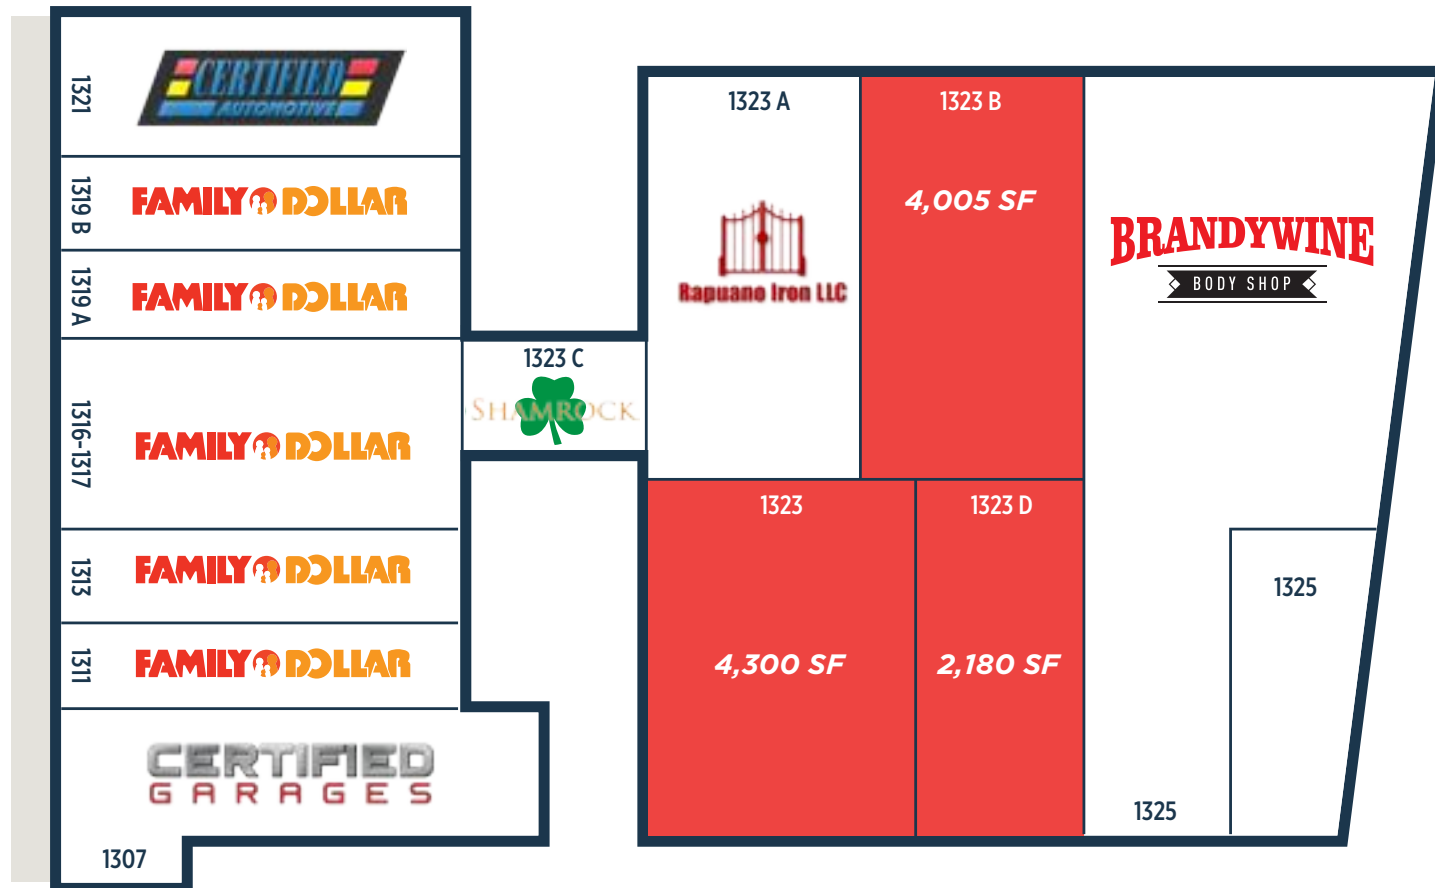 1321
CERTIFIED
AUTOMOTIVE
1319 B
FAMILY DOLLAR
1319 A
FAMILY DOLLAR
1316-1317
FAMILY DOLLAR
1313
FAMILY DOLLAR
1311
FAMILY DOLLAR
CERTIFIED
GARAGES
1307
1323 C
SHAMROCK
1323 A
Rapuano Iron LLC
1323 B
4,005 SF
BRANDYWINE
BODY SHOP
1323
4,300 SF
1323 D
2,180 SF
1325
1325